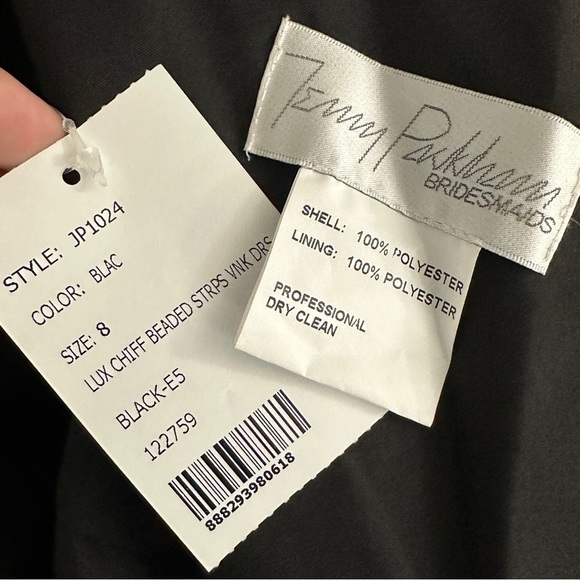 STYLE: JP1024
COLOR: BLAC
SIZE: 8
LUX CHIFF BEADED STRPS VNK DRS
BLACK-E5
122759
888293980618
Jenny Packham
BRIDESMAIDS
SHELL: 100% POLYESTER
LINING: 100% POLYESTER
PROFESSIONAL
DRY CLEAN